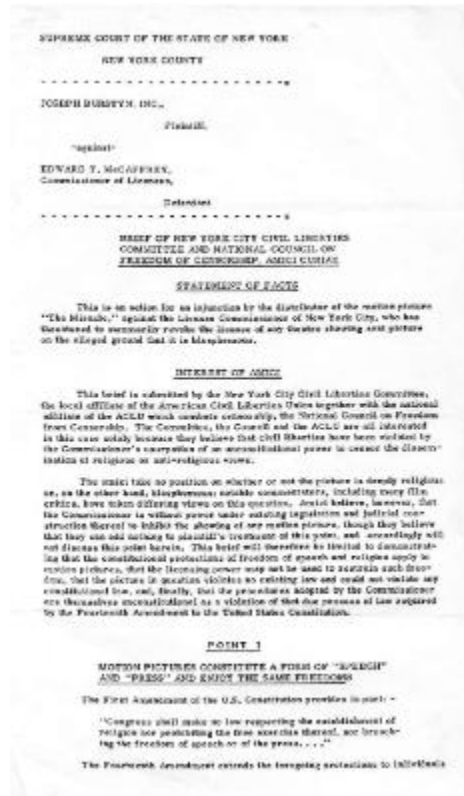 SUPREME COURT OF THE STATE OF NEW YORK
NEW YORK COUNTY
JOSEPH BURSTYN, INC.,
Plaintiff,
-against-
EDWARD T. McCAFFREY,
Commissioner of Licenses,
Defendant
BRIEF OF NEW YORK CITY CIVIL LIBERTIES
COMMITTEE AND NATIONAL COUNCIL ON
FREEDOM OF CENSORSHIP, AMICI CURIAE
STATEMENT OF FACTS
This is an action for an injunction by the distributor of the motion picture
"The Miracle," against the License Commissioner of New York City, who has
threatened to summarily revoke the license of any theatre showing said picture
on the alleged ground that it is blasphemous.
INTEREST OF AMICI
This brief is submitted by the New York City Civil Liberties Committee,
the local affiliate of the American Civil Liberties Union together with the national
affiliate of the ACLU which combats censorship, the National Council on Freedom
from Censorship. The Committee, the Council and the ACLU are all interested
in this case solely because they believe that civil liberties have been violated by
the Commissioner's usurpation of an unconstitutional power to censor the dissem-
ination of religious or anti-religious views.
The amici take no position on whether or not the picture is deeply religious
or, on the other hand, blasphemous; notable commentators, including many film
critics, have taken differing views on this question. Amici believe, however, that
the Commissioner is without power under existing legislation and judicial con-
struction thereof to inhibit the showing of any motion picture, though they believe
that they can add nothing to plaintiff's treatment of this point, and accordingly will
not discuss this point herein. This brief will therefore be limited to demonstrat-
ing that the constitutional protections of freedom of speech and religion apply to
motion pictures, that the licensing power may not be used to restrain such free-
dom, that the picture in question violates no existing law and could not violate any
constitutional law, and, finally, that the procedures adopted by the Commissioner
are themselves unconstitutional as a violation of that due process of law required
by the Fourteenth Amendment to the United States Constitution.
POINT I
MOTION PICTURES CONSTITUTE A FORM OF "SPEECH"
AND "PRESS" AND ENJOY THE SAME FREEDOMS
The First Amendment of the U.S. Constitution provides in part: -
"Congress shall make no law respecting the establishment of
religion nor prohibiting the free exercise thereof, nor
the freedom of speech or of the press. . . ."
The Fourteenth Amendment extends the foregoing protections to individuals